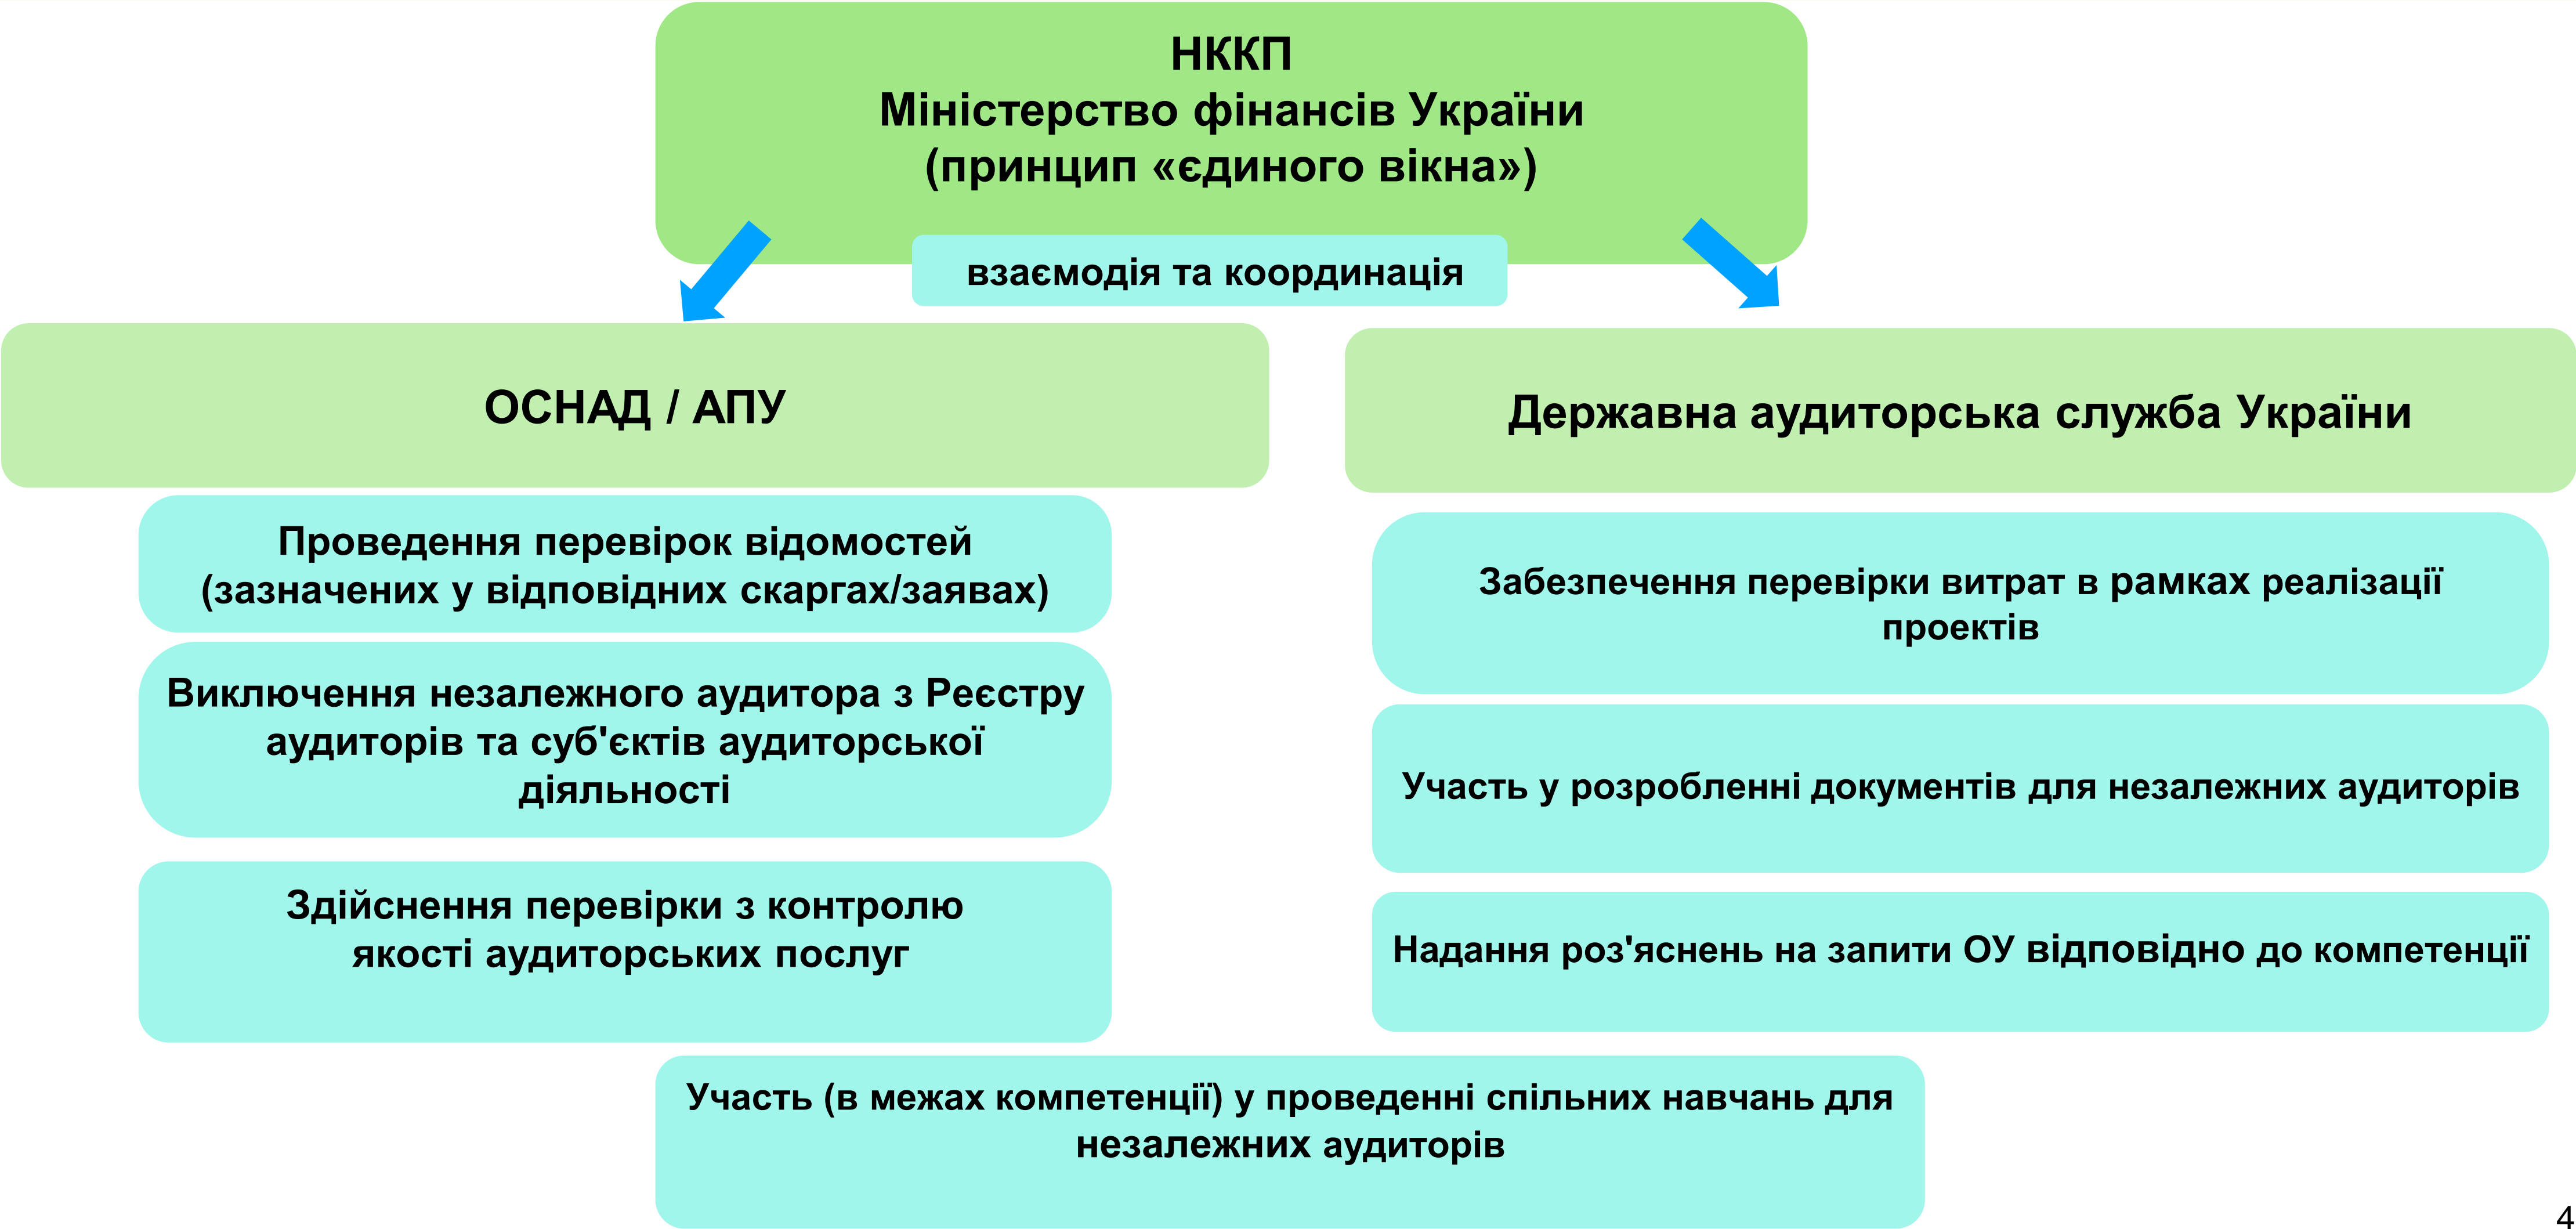 НККП
Міністерство фінансів України
(принцип «єдиного вікна»)
взаємодія та координація
ОСНАД / АПУ
Проведення перевірок відомостей
(зазначених у відповідних скаргах/заявах)
Виключення незалежного аудитора з Реєстру
аудиторів та суб'єктів аудиторської
діяльності
Здійснення перевірки з контролю
якості аудиторських послуг
Державна аудиторська служба України
Забезпечення перевірки витрат в рамках реалізації
проектів
Участь у розробленні документів для незалежних аудиторів
Надання роз'яснень на запити ОУ відповідно до компетенції
Участь (в межах компетенції) у проведенні спільних навчань для
незалежних аудиторів
4